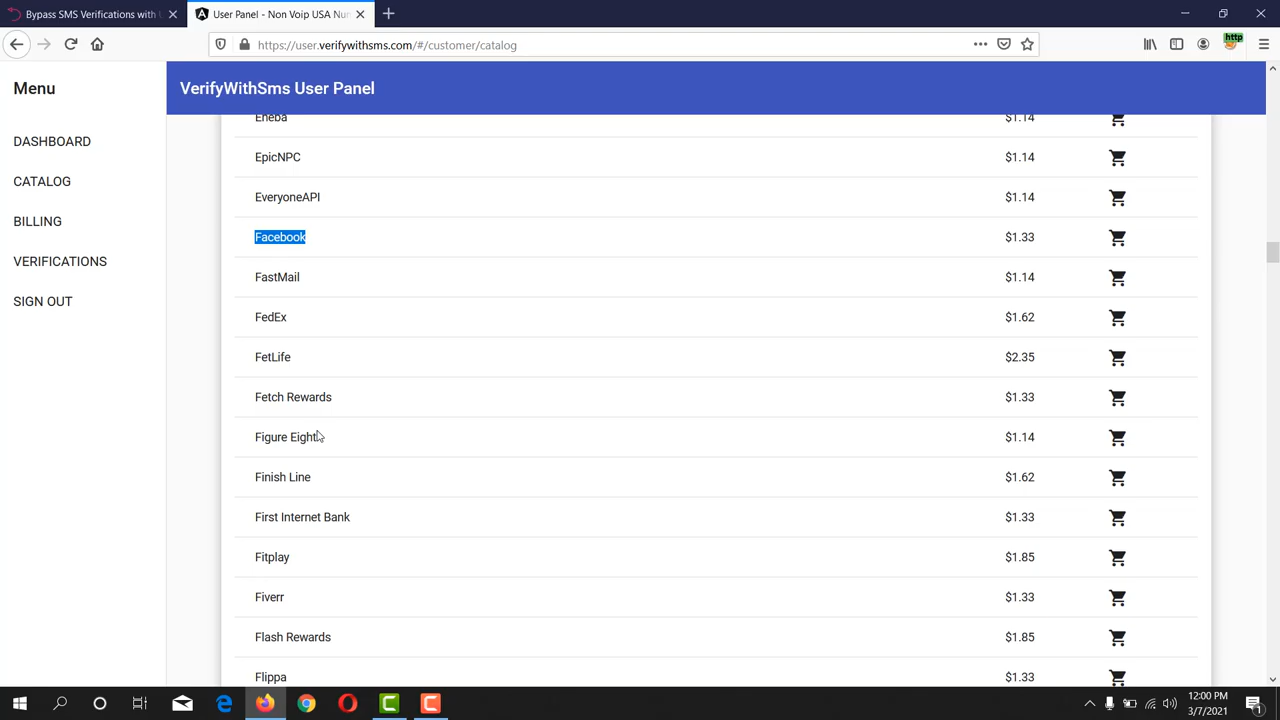 Bypass SMS Verifications with
User Panel - Non Voip USA Num
https://user.verifywithsms.com/#/customer/catalog
http
Menu
VerifyWithSms User Panel
DASHBOARD
CATALOG
BILLING
VERIFICATIONS
SIGN OUT
Eneba $1.14
EpicNPC $1.14
EveryoneAPI $1.14
Facebook $1.33
FastMail $1.14
FedEx $1.62
FetLife $2.35
Fetch Rewards $1.33
Figure Eight $1.14
Finish Line $1.62
First Internet Bank $1.33
Fitplay $1.85
Fiverr $1.33
Flash Rewards $1.85
Flippa $1.33
12:00 PM
3/7/2021
1